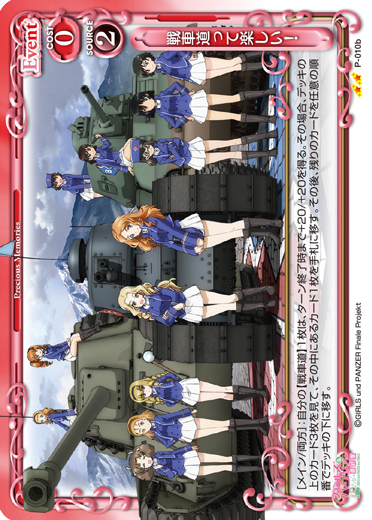 Event
COST
0
SOURCE
2
戦車道って楽しい！
P-010b
Precious Memories
［メイン/両方］：自分の【戦車道】1枚は、ターン終了時まで+20/+20を得る。その場合、デッキの
上のカード3枚を見て、その中にあるカード1枚を手札に移す。その後、残りのカードを任意の順
番でデッキの下に移す。
©GIRLS und PANZER Finale Projekt